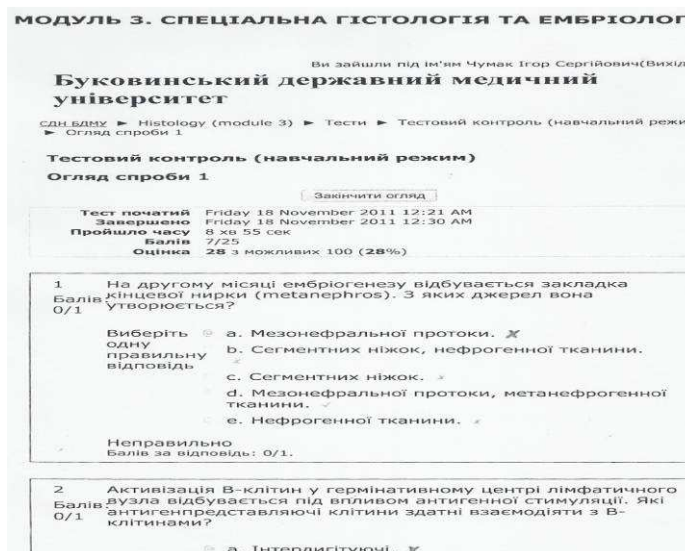 МОДУЛЬ 3. СПЕЦІАЛЬНА ГІСТОЛОГІЯ ТА ЕМБРІОЛОГ
Ви зайшли під ім'ям Чумак Ігор Сергійович(Вихід
Буковинський державний медичний
університет
СДН БДМУ ► Histology (module 3) ► Тести ► Тестовий контроль (навчальний режи
► Огляд спроби 1
Тестовий контроль (навчальний режим)
Огляд спроби 1
Закінчити огляд
Тест початий Friday 18 November 2011 12:21 AM
Завершено Friday 18 November 2011 12:30 AM
Пройшло часу 8 хв 55 сек
Балів 7/25
Оцінка 28 з можливих 100 (28%)
1 На другому місяці ембріогенезу відбувається закладка
Балів: кінцевої нирки (metanephros). З яких джерел вона
0/1 утворюється?
Виберіть a. Мезонефральної протоки. ✗
одну
правильну b. Сегментних ніжок, нефрогенної тканини.
відповідь
c. Сегментних ніжок.
d. Мезонефральної протоки, метанефрогенної
тканини.
e. Нефрогенної тканини.
Неправильно
Балів за відповідь: 0/1.
2 Активізація В-клітин у гермінативному центрі лімфатичного
Балів: вузла відбувається під впливом антигенної стимуляції. Які
0/1 антигенпредставляючі клітини здатні взаємодіяти з В-
клітинами?
a. Інтердигітуючі. ✗